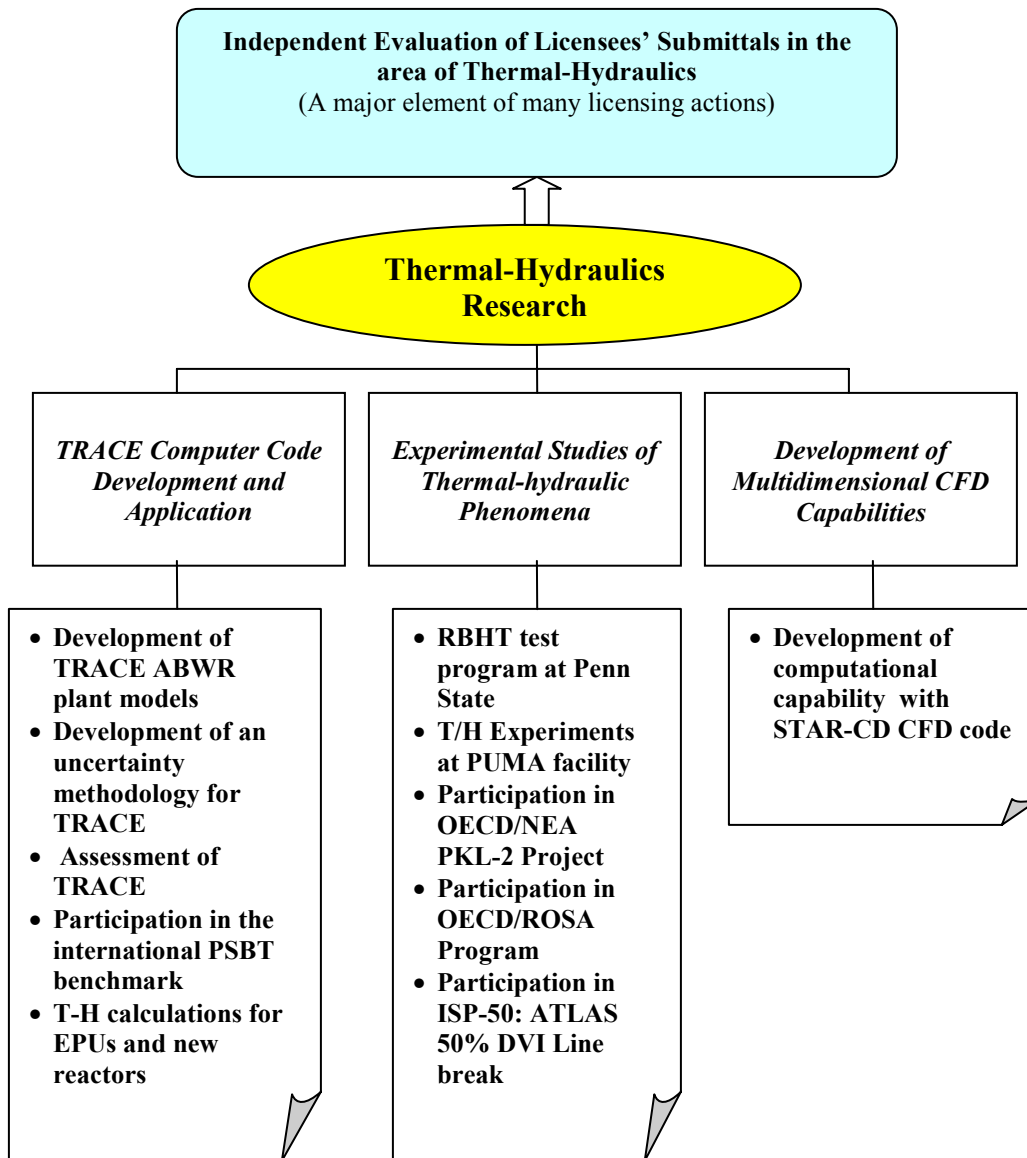 Independent Evaluation of Licensees’ Submittals in the
area of Thermal-Hydraulics
(A major element of many licensing actions)
Thermal-Hydraulics
Research
TRACE Computer Code
Development and
Application
Experimental Studies of
Thermal-hydraulic
Phenomena
Development of
Multidimensional CFD
Capabilities
• Development of
TRACE ABWR
plant models
• Development of an
uncertainty
methodology for
TRACE
• Assessment of
TRACE
• Participation in the
international PSBT
benchmark
• T-H calculations for
EPUs and new
reactors
• RBHT test
program at Penn
State
• T/H Experiments
at PUMA facility
• Participation in
OECD/NEA
PKL-2 Project
• Participation in
OECD/ROSA
Program
• Participation in
ISP-50: ATLAS
50% DVI Line
break
• Development of
computational
capability with
STAR-CD CFD code